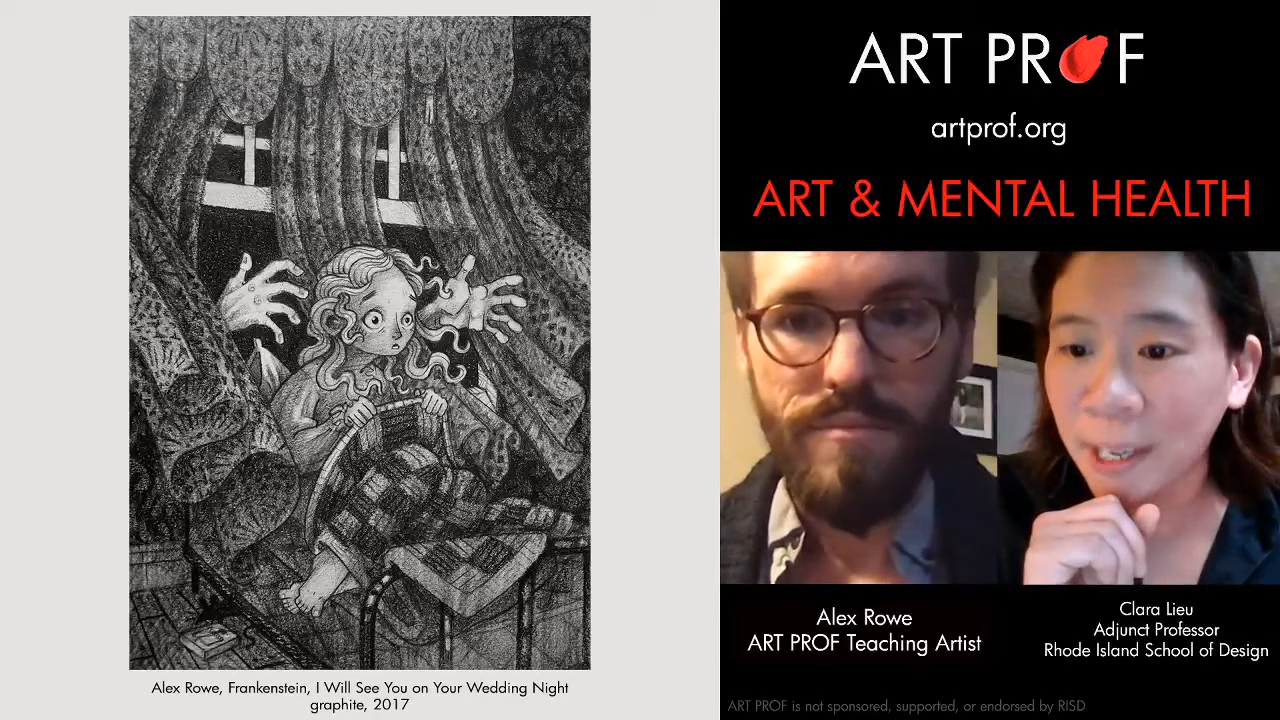 Alex Rowe, Frankenstein, I Will See You on Your Wedding Night
graphite, 2017
ART PROF
artprof.org
ART & MENTAL HEALTH
Alex Rowe
ART PROF Teaching Artist
Clara Lieu
Adjunct Professor
Rhode Island School of Design
ART PROF is not sponsored, supported, or endorsed by RISD